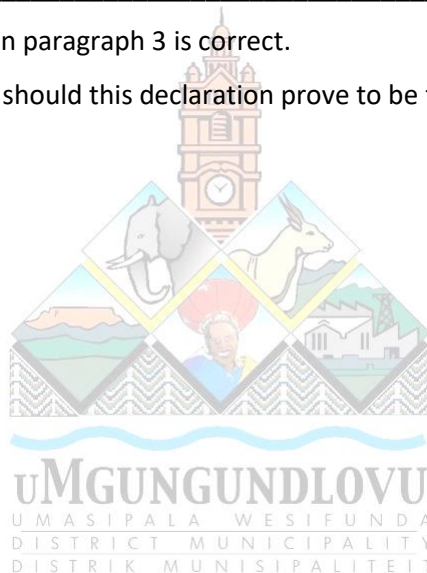 n paragraph 3 is correct.
should this declaration prove to be
uMGUNGUNDLOVU
UMASIPALA WESIFUNDA
DISTRICT MUNICIPALITY
DISTRIK MUNISIPALITEIT